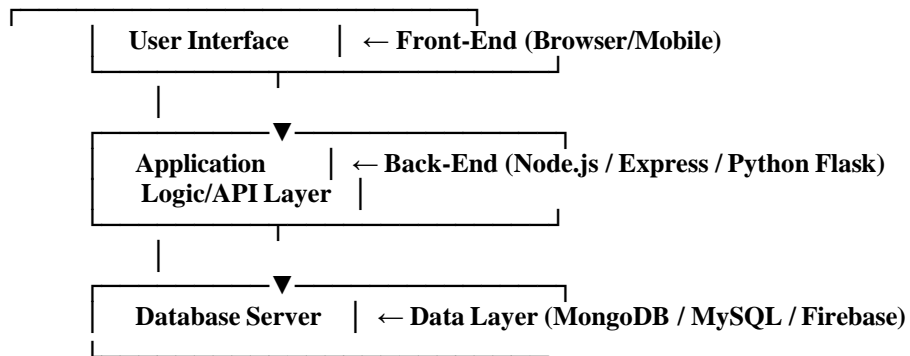 User Interface │ ← Front-End (Browser/Mobile)
▼
Application │ ← Back-End (Node.js / Express / Python Flask)
Logic/API Layer │
▼
Database Server │ ← Data Layer (MongoDB / MySQL / Firebase)